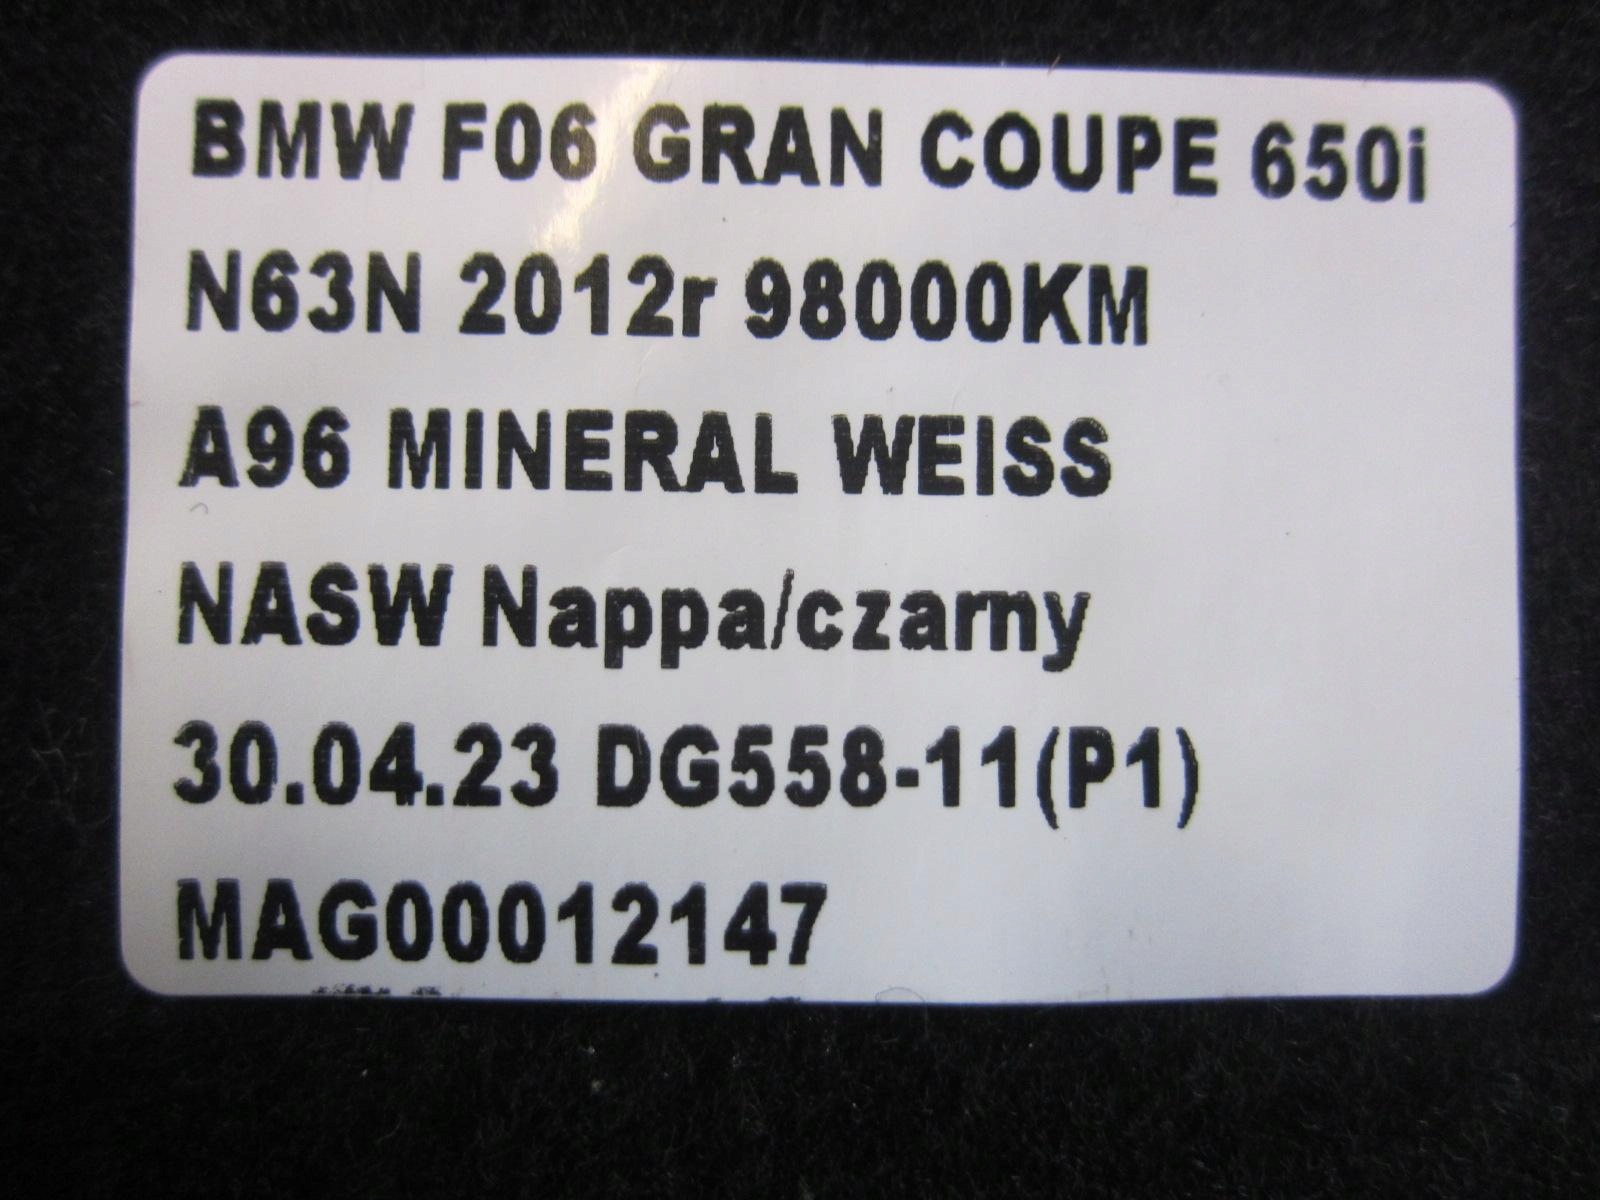 BMW F06 GRAN COUPE 650i
N63N 2012r 98000KM
A96 MINERAL WEISS
NASW Nappa/czarny
30.04.23 DG558-11(P1)
MAG00012147